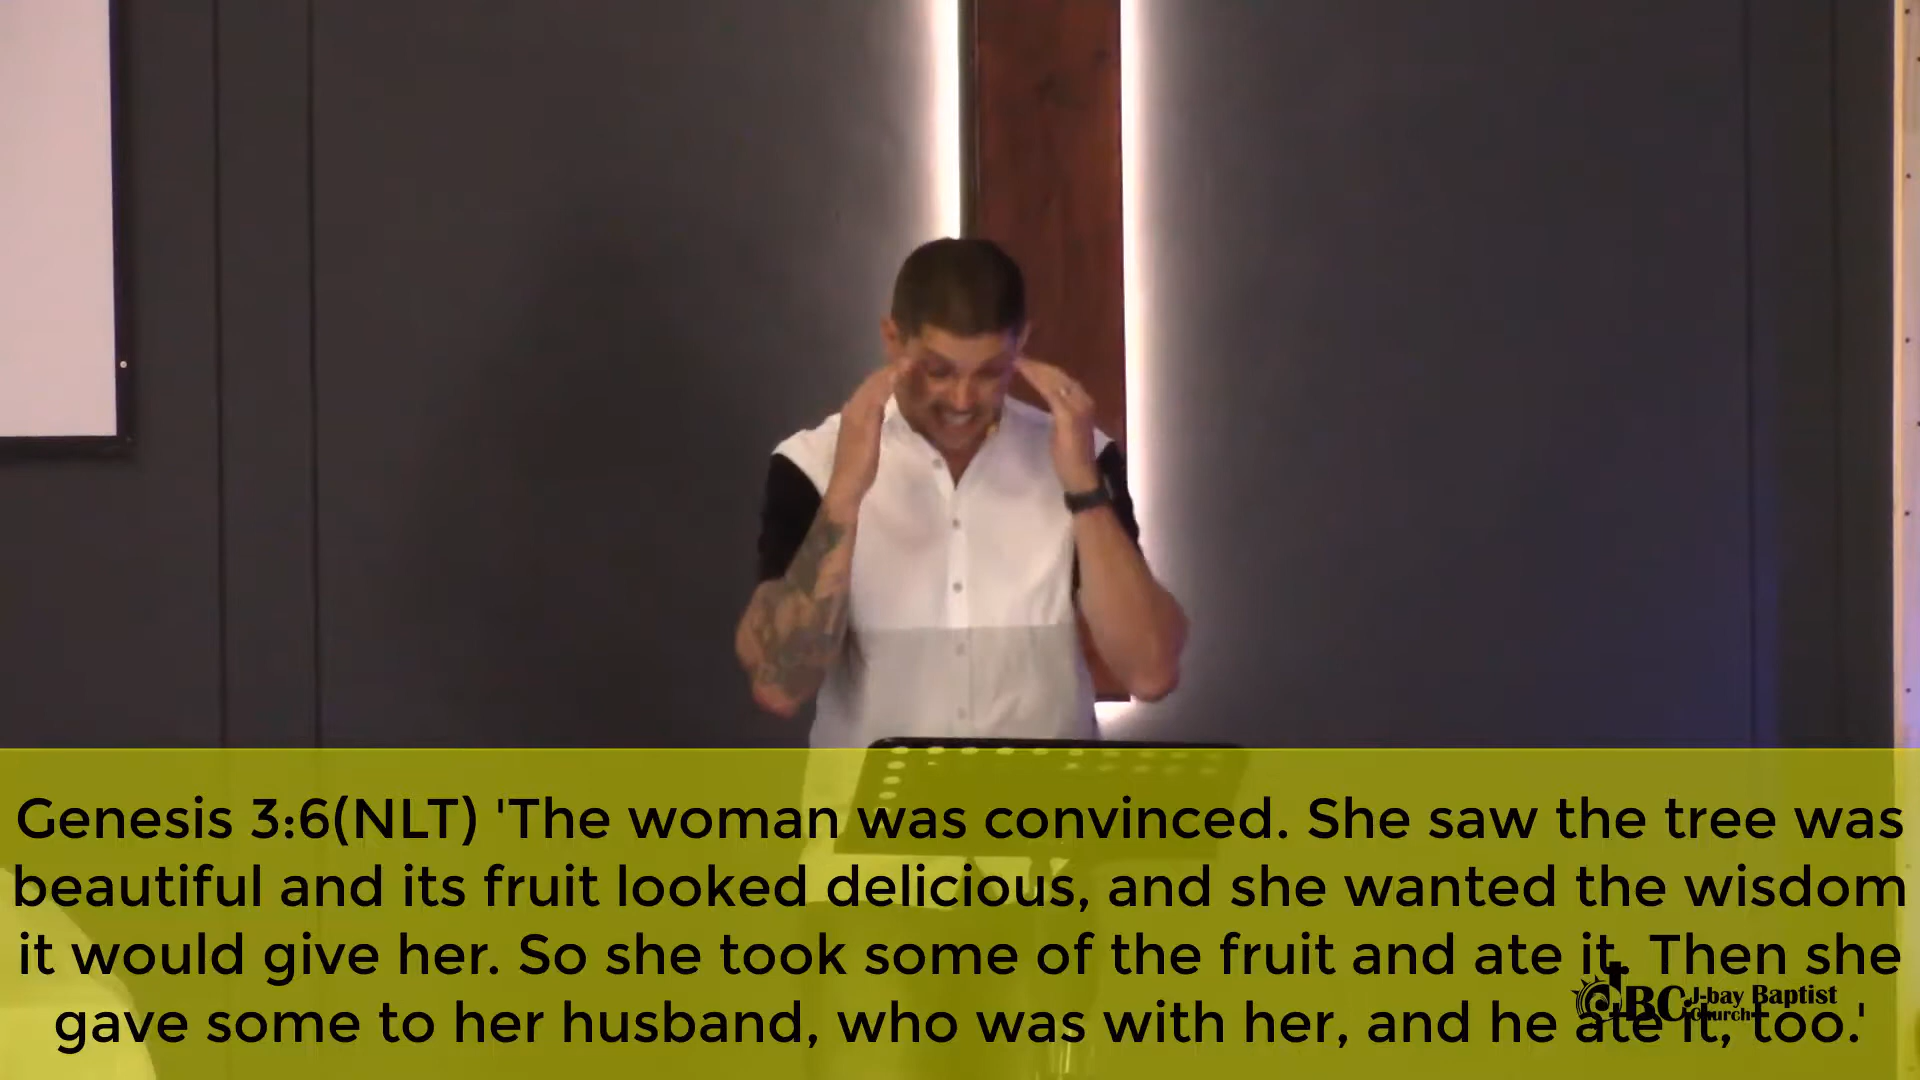 Genesis 3:6(NLT) 'The woman was convinced. She saw the tree was
beautiful and its fruit looked delicious, and she wanted the wisdom
it would give her. So she took some of the fruit and ate it. Then she
gave some to her husband, who was with her, and he ate it, too.'
JBC J-bay Baptist
Church